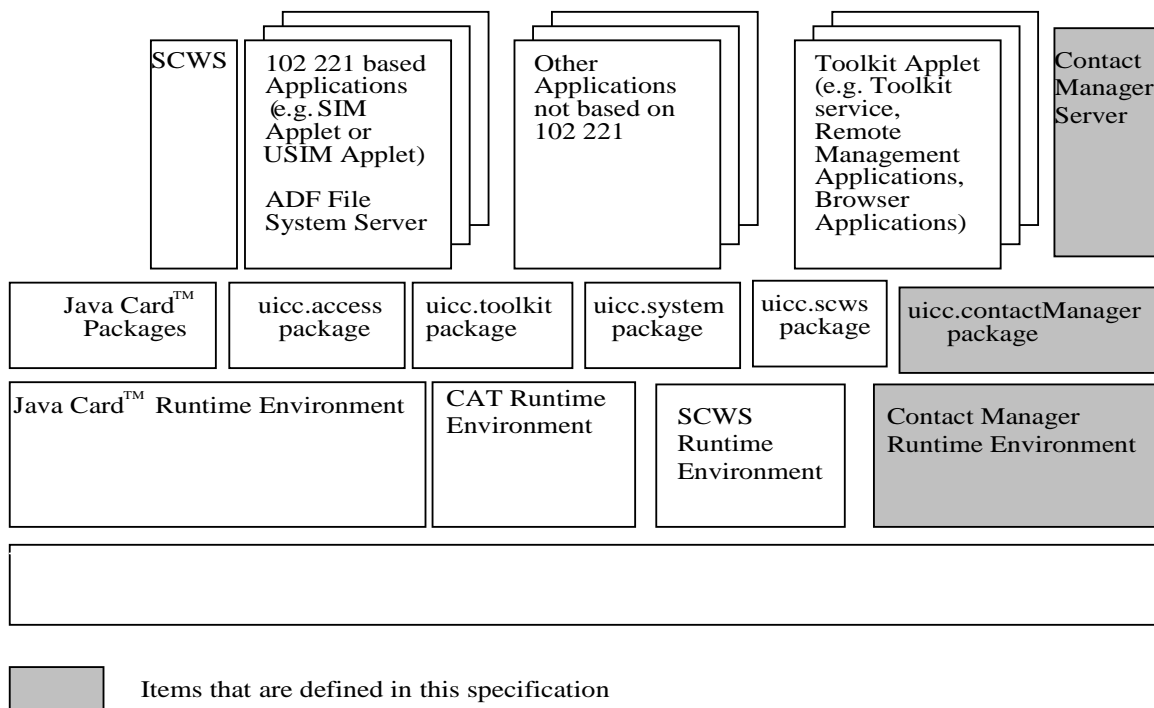 SCWS
102 221 based
Applications
(e.g. SIM
Applet or
USIM Applet)
ADF File
System Server
Other
Applications
not based on
102 221
Toolkit Applet
(e.g. Toolkit
service,
Remote
Management
Applications,
Browser
Applications)
Contact
Manager
Server
Java Card™
Packages
uicc.access
package
uicc.toolkit
package
uicc.system
package
uicc.scws
package
uicc.contactManager
package
Java Card™ Runtime Environment
CAT Runtime
Environment
SCWS
Runtime
Environment
Contact Manager
Runtime Environment
Items that are defined in this specification